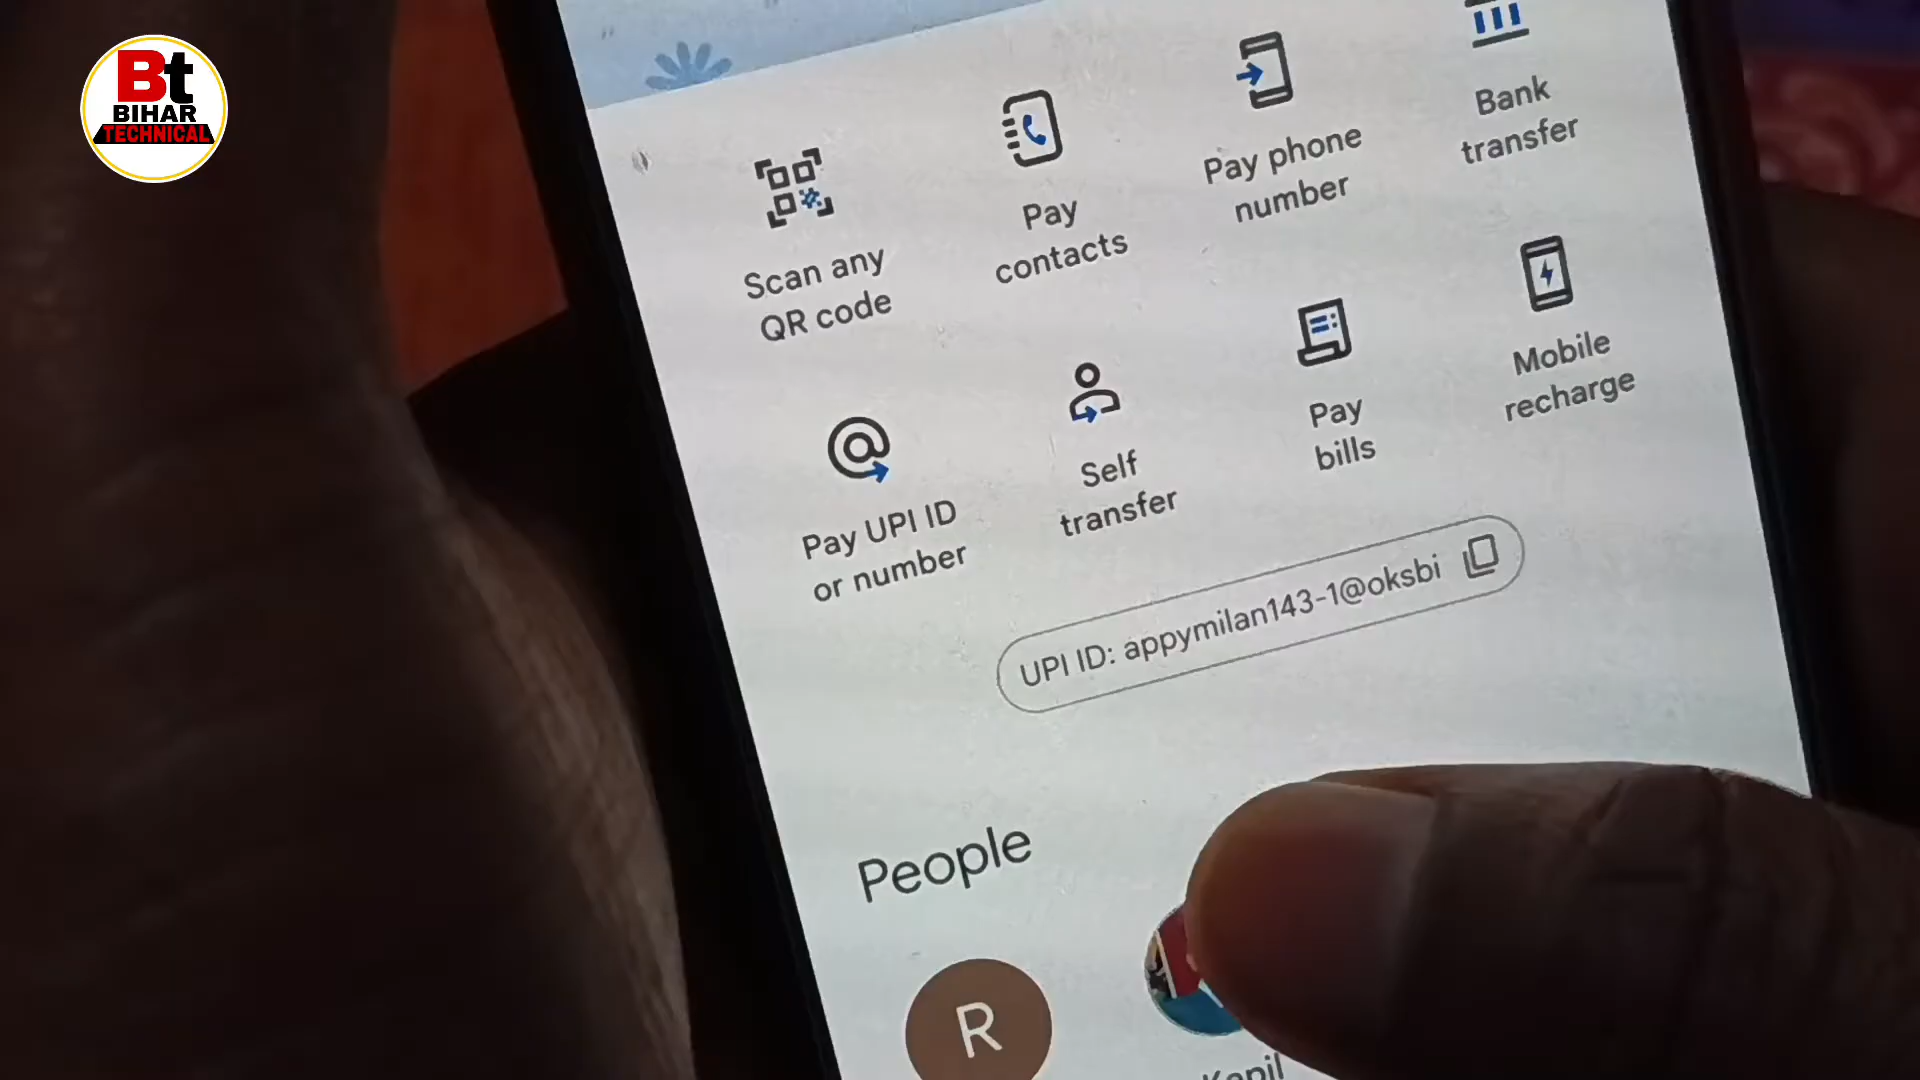 Bt
BIHAR
TECHNICAL
Scan any
QR code
Pay
contacts
Pay phone
number
Bank
transfer
Pay UPI ID
or number
Self
transfer
Pay
bills
Mobile
recharge
UPI ID: appymilan143-1@oksbi
People
R
Kapil